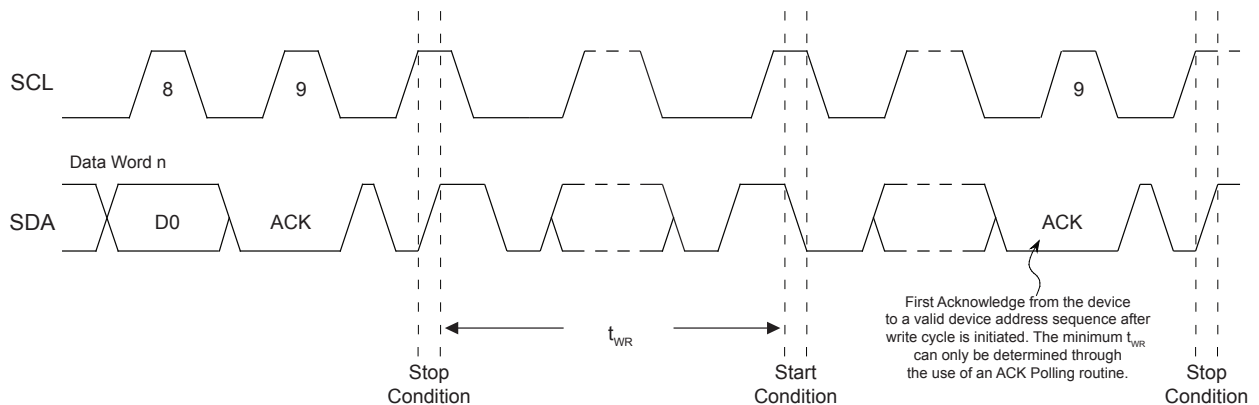 SCL
8
9
9
Data Word n
SDA
D0
ACK
ACK
First Acknowledge from the device
to a valid device address sequence after
write cycle is initiated. The minimum tWR
can only be determined through
the use of an ACK Polling routine.
tWR
Stop
Condition
Start
Condition
Stop
Condition